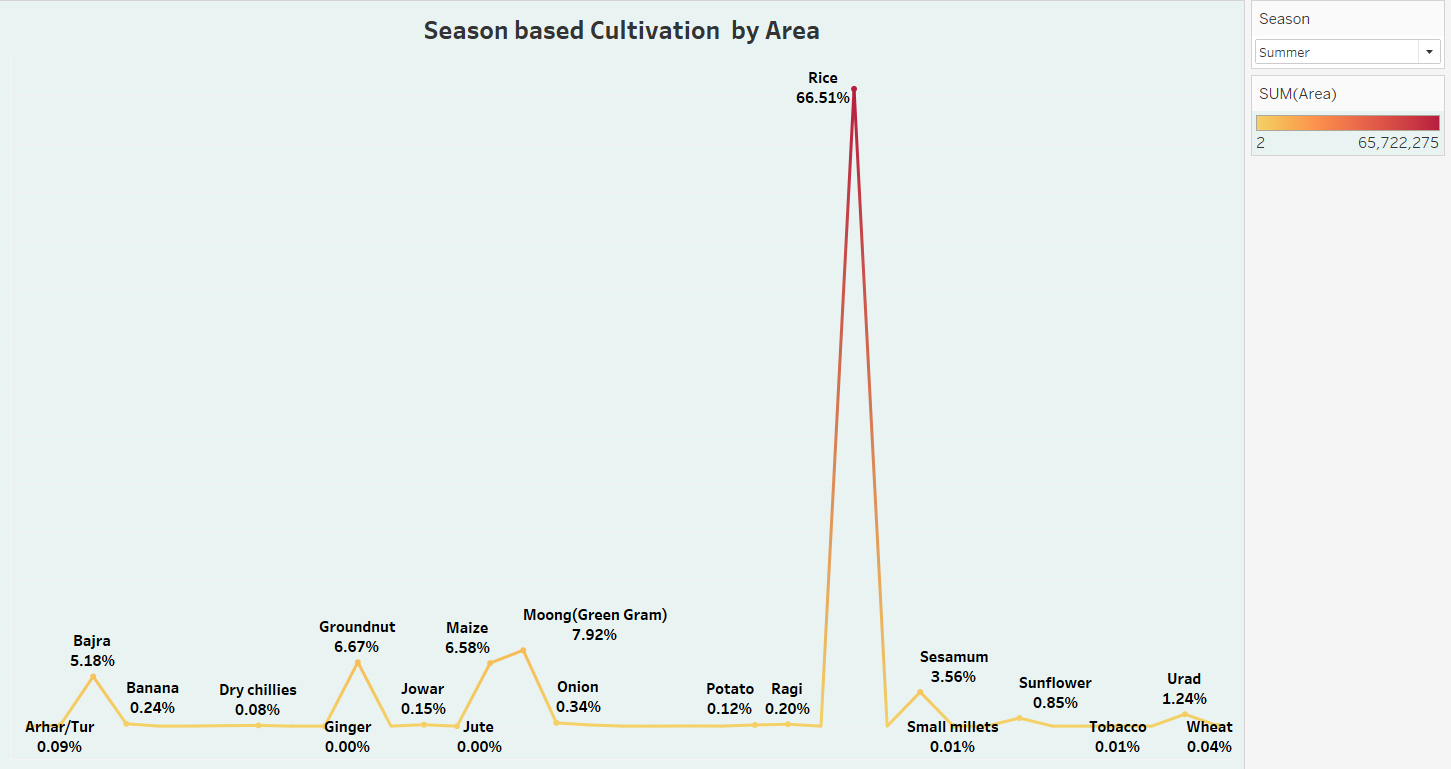 Season based Cultivation  by Area
Rice
66.51%
Moong(Green Gram)
7.92%
Groundnut
6.67%
Maize
6.58%
Bajra
5.18%
Sesamum
3.56%
Banana
0.24%
Dry chillies
0.08%
Jowar
0.15%
Onion
0.34%
Potato
0.12%
Ragi
0.20%
Sunflower
0.85%
Urad
1.24%
Arhar/Tur
0.09%
Ginger
0.00%
Jute
0.00%
Small millets
0.01%
Tobacco
0.01%
Wheat
0.04%
Season
Summer
SUM(Area)
2
65,722,275